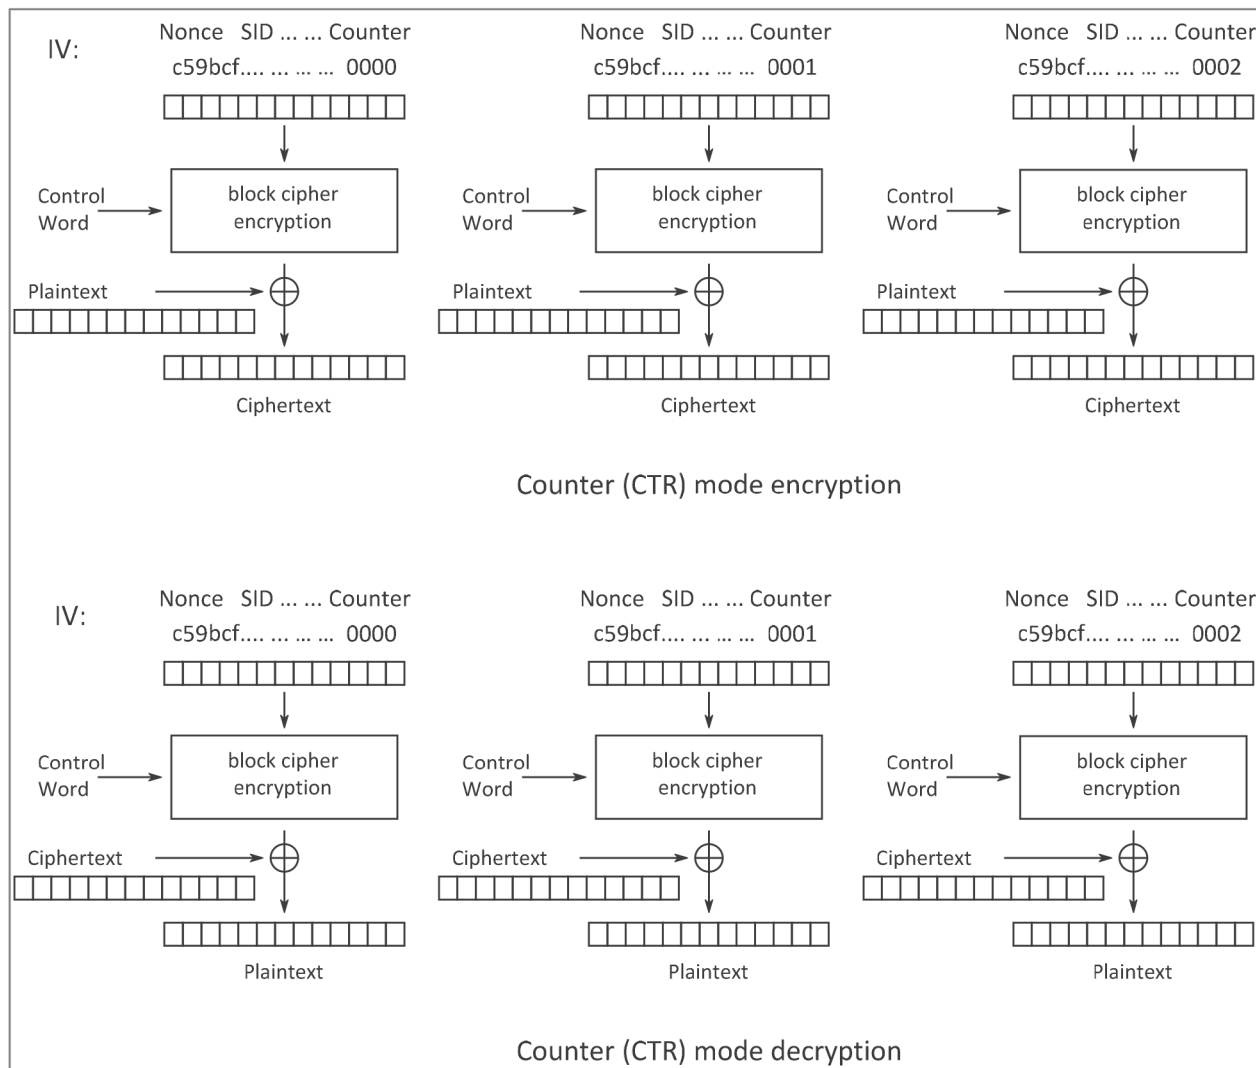 IV:
Nonce SID ... ... Counter
Nonce SID ... ... Counter
Nonce SID ... ... Counter
c59bcf.... ... ... ... 0000
c59bcf.... ... ... ... 0001
c59bcf.... ... ... ... 0002
Control
Word
block cipher
encryption
Control
Word
block cipher
encryption
Control
Word
block cipher
encryption
Plaintext
Plaintext
Plaintext
Ciphertext
Ciphertext
Ciphertext
Counter (CTR) mode encryption
IV:
Nonce SID ... ... Counter
Nonce SID ... ... Counter
Nonce SID ... ... Counter
c59bcf.... ... ... ... 0000
c59bcf.... ... ... ... 0001
c59bcf.... ... ... ... 0002
Control
Word
block cipher
encryption
Control
Word
block cipher
encryption
Control
Word
block cipher
encryption
Ciphertext
Ciphertext
Ciphertext
Plaintext
Plaintext
Plaintext
Counter (CTR) mode decryption